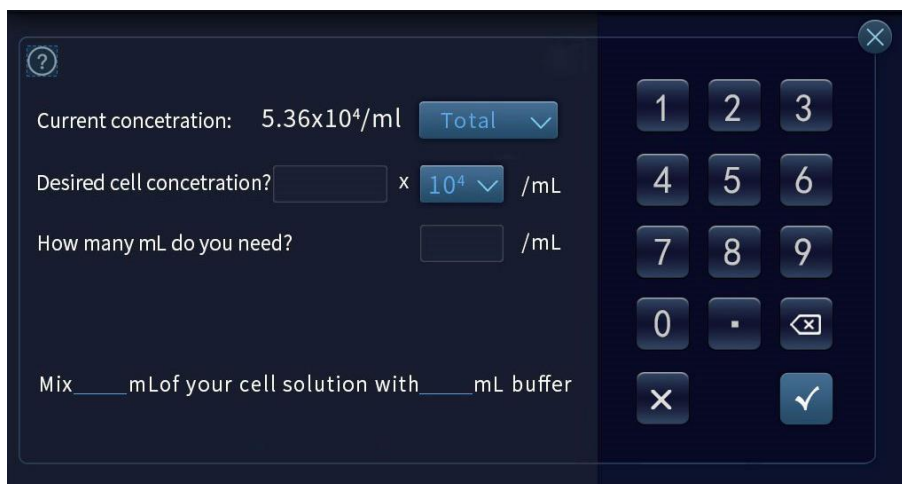 ?
Current concetration: 5.36x10⁴/ml Total
Desired cell concetration? x 10⁴ /mL
How many mL do you need? /mL
Mix_____mLof your cell solution with_____mL buffer
1 2 3
4 5 6
7 8 9
0 .